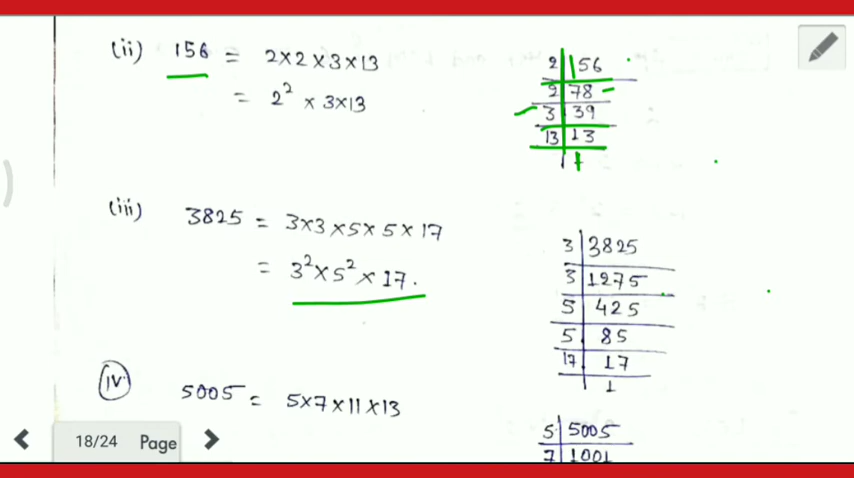 (ii) 156 = 2×2×3×13
= 2² × 3×13
2 156
2 78
3 39
13 13
1
(iii) 3825 = 3×3×5×5×17
= 3²×5²×17.
3 3825
3 1275
5 425
5 85
17 17
1
(iv) 5005 = 5×7×11×13
5 5005
7 1001
18/24 Page